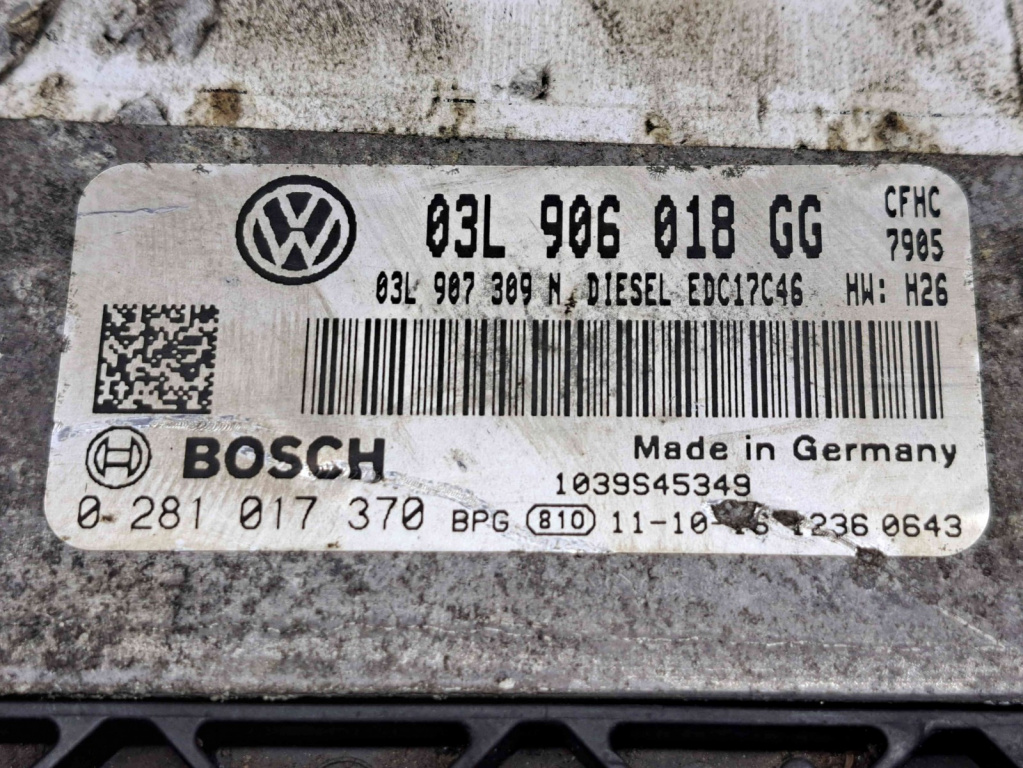 03L 906 018 GG CFHC
7905
03L 907 309 N DIESEL EDC17C46 HW: H26
BOSCH Made in Germany
1039S45349
0 281 017 370 BPG 810 11-10- 0643